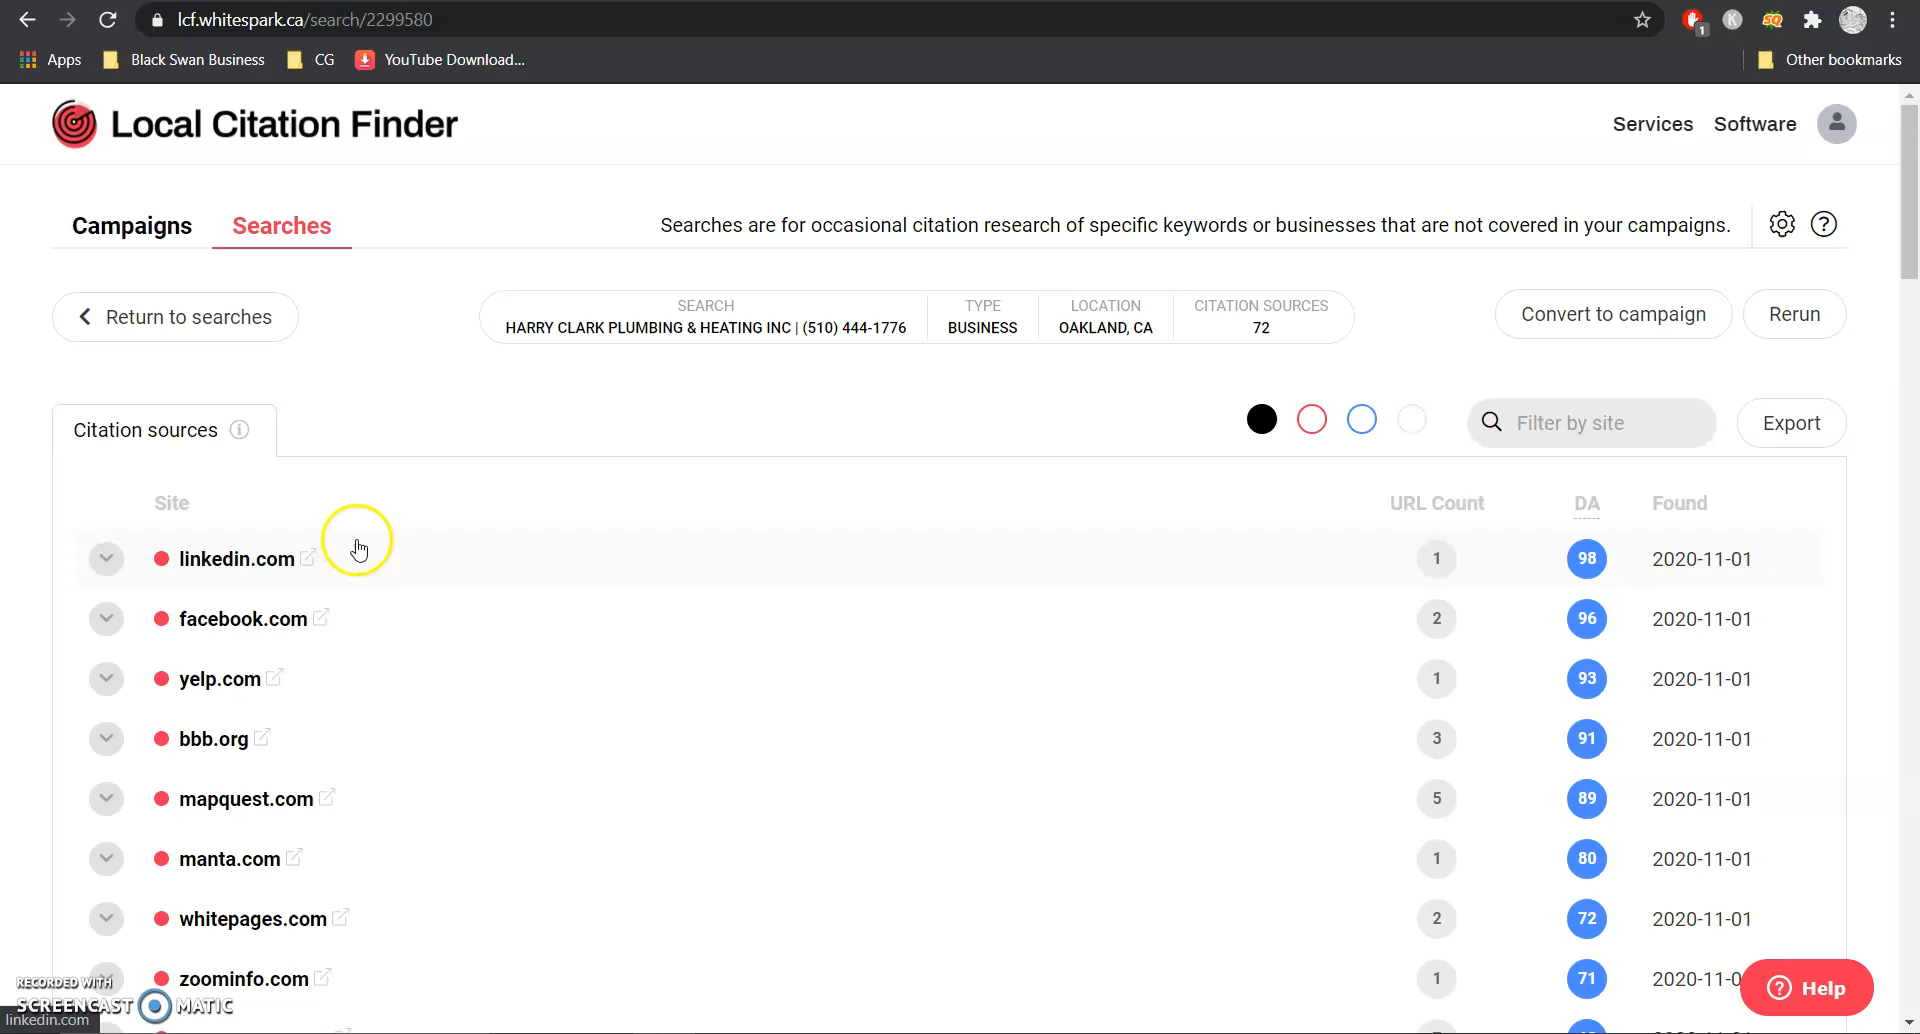 lcf.whitespark.ca/search/2299580
1
K
SQ
Apps
Black Swan Business
CG
YouTube Download...
Other bookmarks
Local Citation Finder
Services
Software
Campaigns
Searches
Searches are for occasional citation research of specific keywords or businesses that are not covered in your campaigns.
Return to searches
SEARCH
HARRY CLARK PLUMBING & HEATING INC | (510) 444-1776
TYPE
BUSINESS
LOCATION
OAKLAND, CA
CITATION SOURCES
72
Convert to campaign
Rerun
Citation sources
Filter by site
Export
Site URL Count DA Found
linkedin.com 1 98 2020-11-01
facebook.com 2 96 2020-11-01
yelp.com 1 93 2020-11-01
bbb.org 3 91 2020-11-01
mapquest.com 5 89 2020-11-01
manta.com 1 80 2020-11-01
whitepages.com 2 72 2020-11-01
zoominfo.com 1 71 2020-11-0
Help
RECORDED WITH
SCREENCAST MATIC
linkedin.com